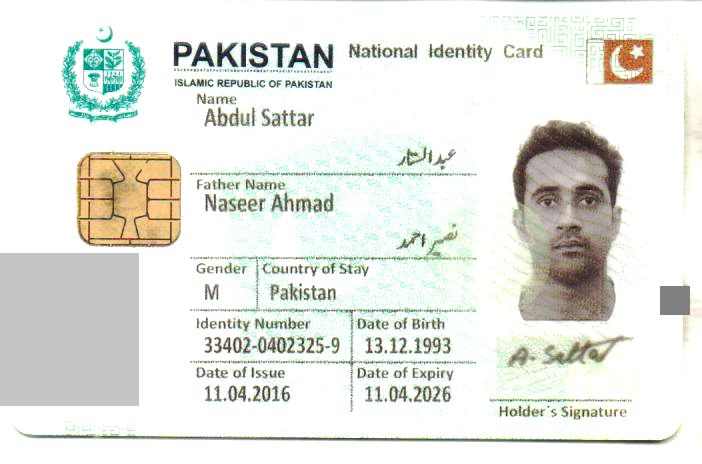 PAKISTAN National Identity Card
ISLAMIC REPUBLIC OF PAKISTAN
Name
Abdul Sattar
عبدالستار
Father Name
Naseer Ahmad
نصیر احمد
Gender Country of Stay
M Pakistan
Identity Number Date of Birth
33402-0402325-9 13.12.1993
Date of Issue Date of Expiry
11.04.2016 11.04.2026
A. Sattar
Holder's Signature